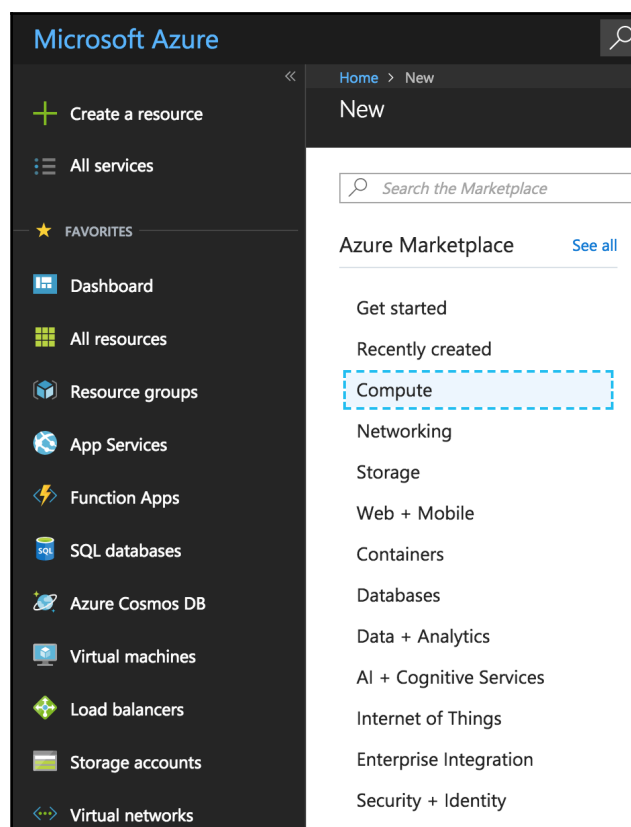 Microsoft Azure
Create a resource
All services
FAVORITES
Dashboard
All resources
Resource groups
App Services
Function Apps
SQL
SQL databases
Azure Cosmos DB
Virtual machines
Load balancers
Storage accounts
Virtual networks
Home > New
New
Search the Marketplace
Azure Marketplace See all
Get started
Recently created
Compute
Networking
Storage
Web + Mobile
Containers
Databases
Data + Analytics
AI + Cognitive Services
Internet of Things
Enterprise Integration
Security + Identity